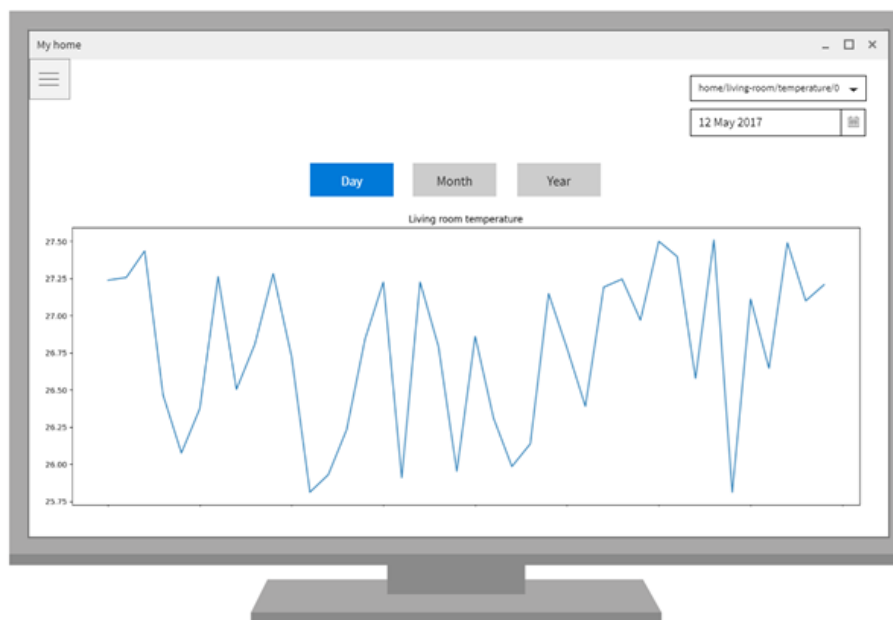 My home
home/living-room/temperature/0
12 May 2017
Day Month Year
Living room temperature
27.50
27.25
27.00
26.75
26.50
26.25
26.00
25.75